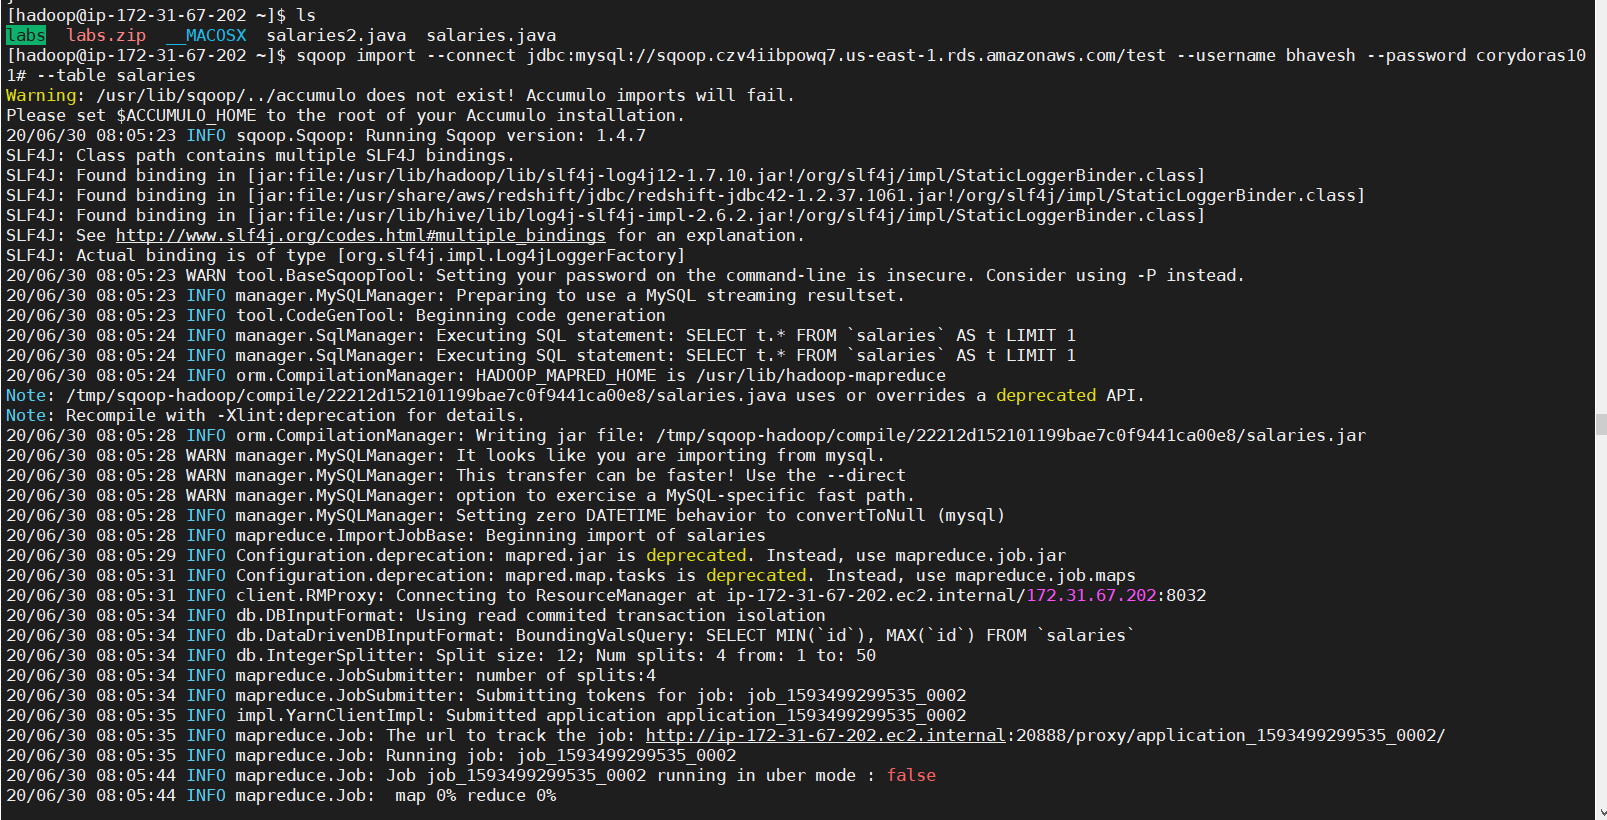 [hadoop@ip-172-31-67-202 ~]$ ls
labs  labs.zip  __MACOSX  salaries2.java  salaries.java
[hadoop@ip-172-31-67-202 ~]$ sqoop import --connect jdbc:mysql://sqoop.czv4iibpowq7.us-east-1.rds.amazonaws.com/test --username bhavesh --password corydoras10
1# --table salaries
Warning: /usr/lib/sqoop/../accumulo does not exist! Accumulo imports will fail.
Please set $ACCUMULO_HOME to the root of your Accumulo installation.
20/06/30 08:05:23 INFO sqoop.Sqoop: Running Sqoop version: 1.4.7
SLF4J: Class path contains multiple SLF4J bindings.
SLF4J: Found binding in [jar:file:/usr/lib/hadoop/lib/slf4j-log4j12-1.7.10.jar!/org/slf4j/impl/StaticLoggerBinder.class]
SLF4J: Found binding in [jar:file:/usr/share/aws/redshift/jdbc/redshift-jdbc42-1.2.37.1061.jar!/org/slf4j/impl/StaticLoggerBinder.class]
SLF4J: Found binding in [jar:file:/usr/lib/hive/lib/log4j-slf4j-impl-2.6.2.jar!/org/slf4j/impl/StaticLoggerBinder.class]
SLF4J: See http://www.slf4j.org/codes.html#multiple_bindings for an explanation.
SLF4J: Actual binding is of type [org.slf4j.impl.Log4jLoggerFactory]
20/06/30 08:05:23 WARN tool.BaseSqoopTool: Setting your password on the command-line is insecure. Consider using -P instead.
20/06/30 08:05:23 INFO manager.MySQLManager: Preparing to use a MySQL streaming resultset.
20/06/30 08:05:23 INFO tool.CodeGenTool: Beginning code generation
20/06/30 08:05:24 INFO manager.SqlManager: Executing SQL statement: SELECT t.* FROM `salaries` AS t LIMIT 1
20/06/30 08:05:24 INFO manager.SqlManager: Executing SQL statement: SELECT t.* FROM `salaries` AS t LIMIT 1
20/06/30 08:05:24 INFO orm.CompilationManager: HADOOP_MAPRED_HOME is /usr/lib/hadoop-mapreduce
Note: /tmp/sqoop-hadoop/compile/22212d152101199bae7c0f9441ca00e8/salaries.java uses or overrides a deprecated API.
Note: Recompile with -Xlint:deprecation for details.
20/06/30 08:05:28 INFO orm.CompilationManager: Writing jar file: /tmp/sqoop-hadoop/compile/22212d152101199bae7c0f9441ca00e8/salaries.jar
20/06/30 08:05:28 WARN manager.MySQLManager: It looks like you are importing from mysql.
20/06/30 08:05:28 WARN manager.MySQLManager: This transfer can be faster! Use the --direct
20/06/30 08:05:28 WARN manager.MySQLManager: option to exercise a MySQL-specific fast path.
20/06/30 08:05:28 INFO manager.MySQLManager: Setting zero DATETIME behavior to convertToNull (mysql)
20/06/30 08:05:28 INFO mapreduce.ImportJobBase: Beginning import of salaries
20/06/30 08:05:29 INFO Configuration.deprecation: mapred.jar is deprecated. Instead, use mapreduce.job.jar
20/06/30 08:05:31 INFO Configuration.deprecation: mapred.map.tasks is deprecated. Instead, use mapreduce.job.maps
20/06/30 08:05:31 INFO client.RMProxy: Connecting to ResourceManager at ip-172-31-67-202.ec2.internal/172.31.67.202:8032
20/06/30 08:05:34 INFO db.DBInputFormat: Using read commited transaction isolation
20/06/30 08:05:34 INFO db.DataDrivenDBInputFormat: BoundingValsQuery: SELECT MIN(`id`), MAX(`id`) FROM `salaries`
20/06/30 08:05:34 INFO db.IntegerSplitter: Split size: 12; Num splits: 4 from: 1 to: 50
20/06/30 08:05:34 INFO mapreduce.JobSubmitter: number of splits:4
20/06/30 08:05:34 INFO mapreduce.JobSubmitter: Submitting tokens for job: job_1593499299535_0002
20/06/30 08:05:35 INFO impl.YarnClientImpl: Submitted application application_1593499299535_0002
20/06/30 08:05:35 INFO mapreduce.Job: The url to track the job: http://ip-172-31-67-202.ec2.internal:20888/proxy/application_1593499299535_0002/
20/06/30 08:05:35 INFO mapreduce.Job: Running job: job_1593499299535_0002
20/06/30 08:05:44 INFO mapreduce.Job: Job job_1593499299535_0002 running in uber mode : false
20/06/30 08:05:44 INFO mapreduce.Job:  map 0% reduce 0%